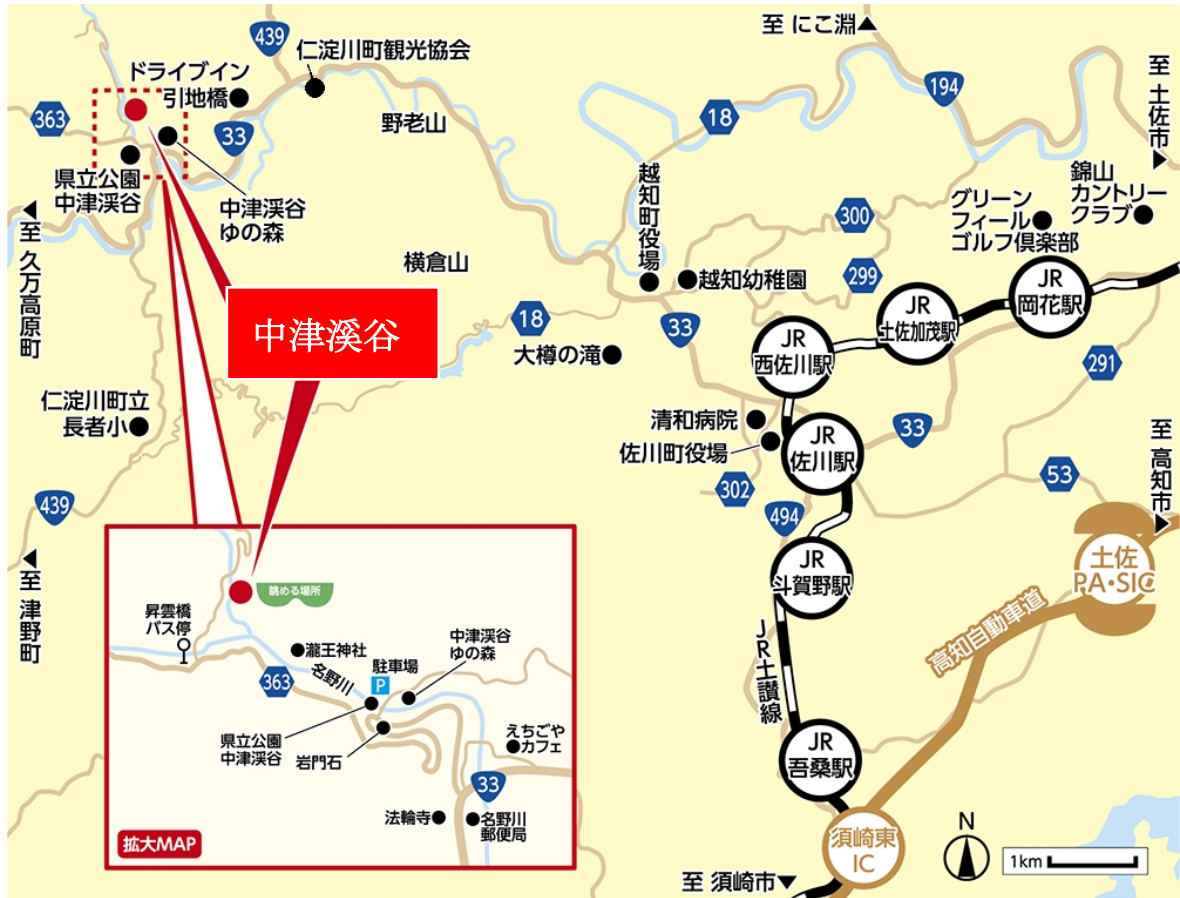 至 にこ淵▲
439
仁淀川町観光協会
ドライブイン
引地橋
363
33
野老山
18
194
至 土佐市▼
県立公園
中津渓谷
中津渓谷
ゆの森
越知町役場
300
グリーン
フィールド
ゴルフ倶楽部
錦山
カントリー
クラブ
◀至 久万高原町
横倉山
越知幼稚園
299
JR
岡花駅
中津溪谷
18
33
JR
土佐加茂駅
大樽の滝
JR
西佐川駅
291
仁淀川町立
長者小
清和病院
佐川町役場
JR
佐川駅
33
至 高知市▼
439
302
494
53
◀至 津野町
JR
斗賀野駅
土佐
PA・SIC
高知自動車道
JR土讃線
眺める場所
昇雲橋
バス停
瀧王神社
名野川
363
駐車場
P
中津渓谷
ゆの森
県立公園
中津渓谷
岩門石
えちごや
カフェ
33
法輪寺
名野川
郵便局
拡大MAP
JR
吾桑駅
須崎東
IC
至 須崎市▼
N
1km